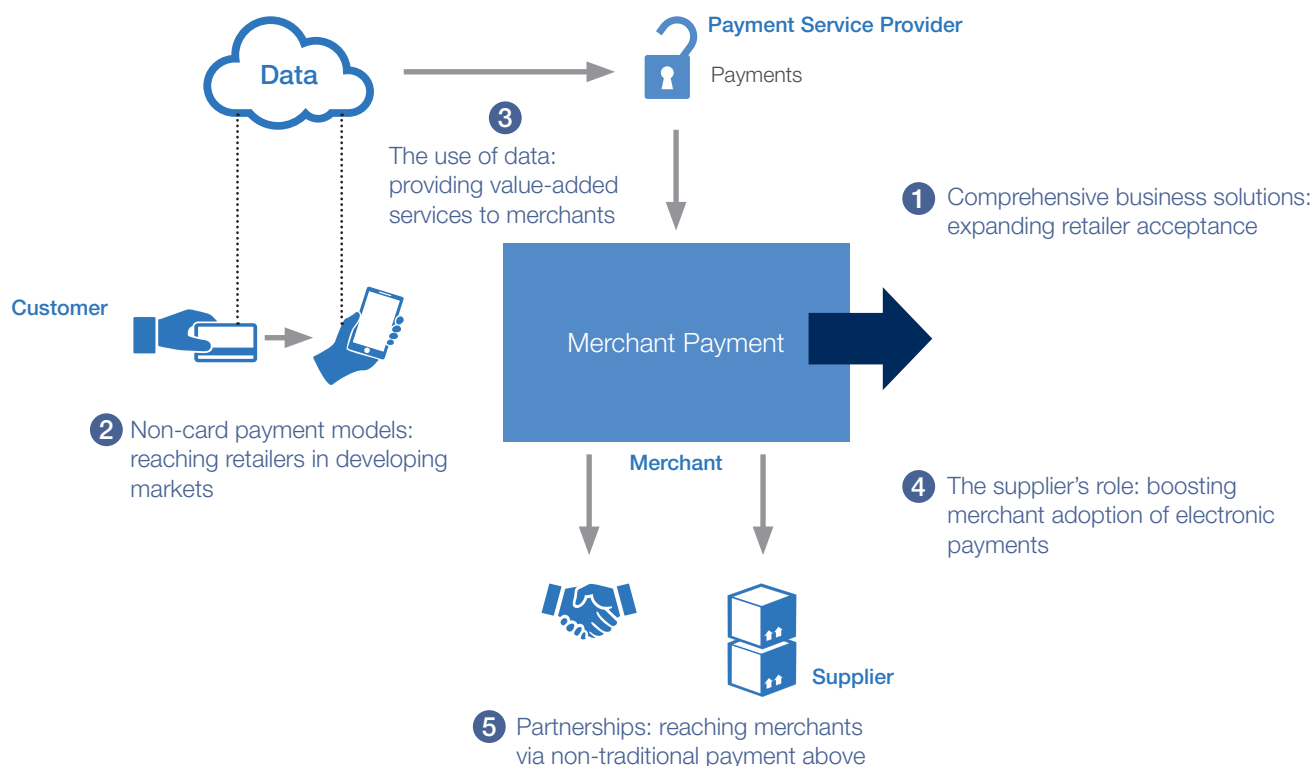 Data
Payment Service Provider
Payments
3
The use of data:
providing value-added
services to merchants
1
Comprehensive business solutions:
expanding retailer acceptance
Customer
Merchant Payment
2
Non-card payment models:
reaching retailers in developing
markets
Merchant
4
The supplier’s role: boosting
merchant adoption of electronic
payments
Supplier
5
Partnerships: reaching merchants
via non-traditional payment above